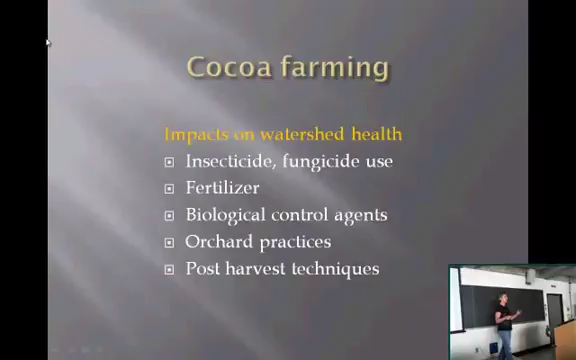 Cocoa farming
Impacts on watershed health
Insecticide, fungicide use
Fertilizer
Biological control agents
Orchard practices
Post harvest techniques